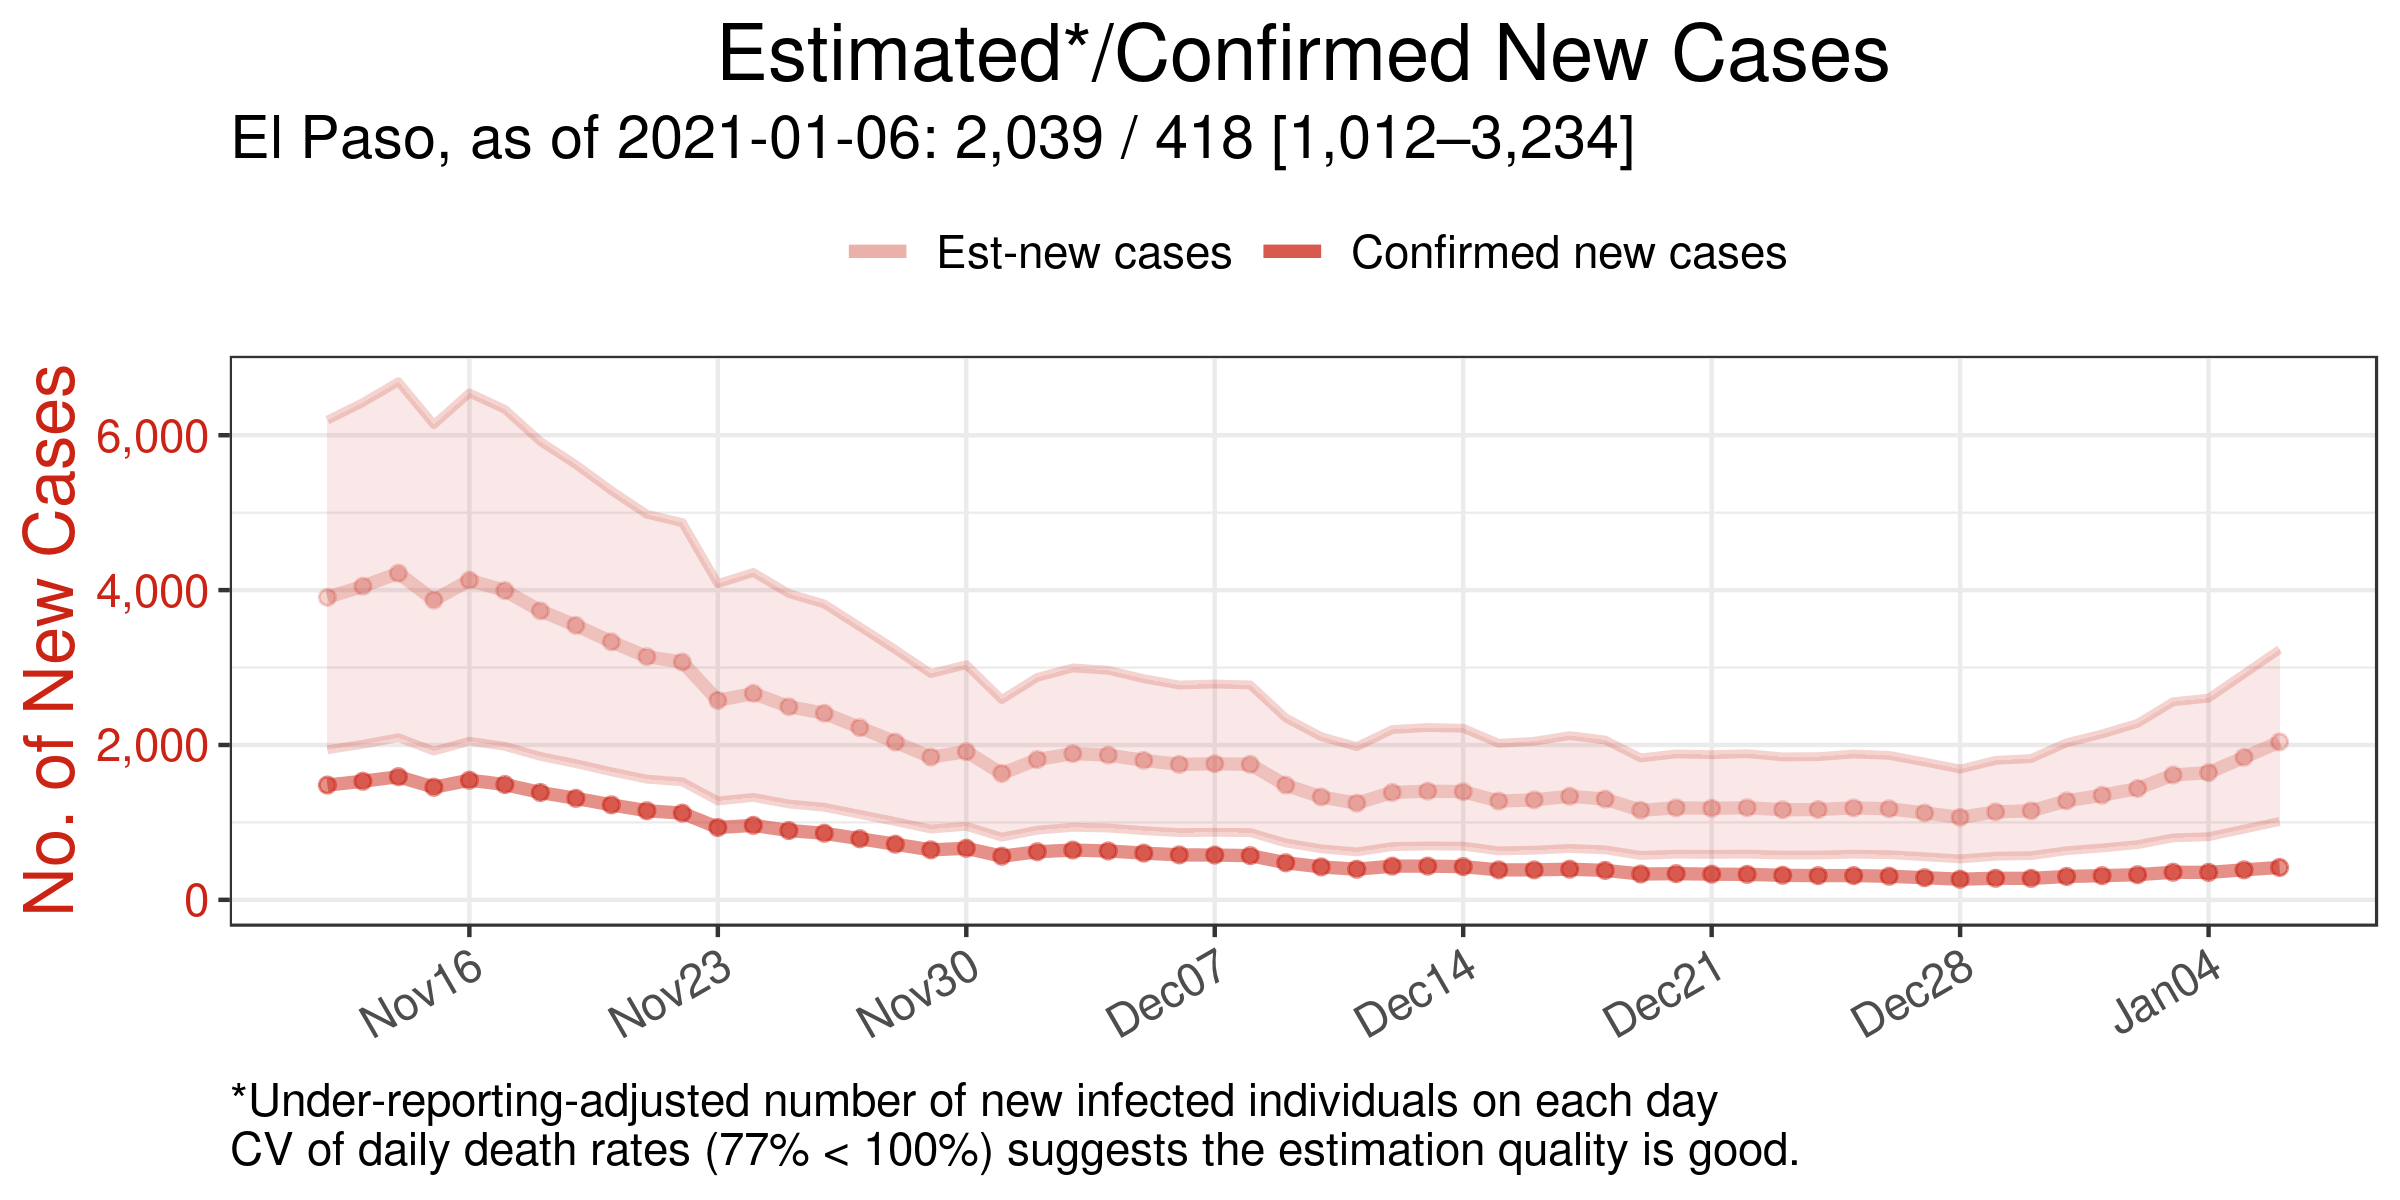 Estimated*/Confirmed New Cases
El Paso, as of 2021-01-06: 2,039 / 418 [1,012–3,234]
Est-new cases
Confirmed new cases
No. of New Cases
6,000
4,000
2,000
0
Nov16
Nov23
Nov30
Dec07
Dec14
Dec21
Dec28
Jan04
*Under-reporting-adjusted number of new infected individuals on each day
CV of daily death rates (77% < 100%) suggests the estimation quality is good.